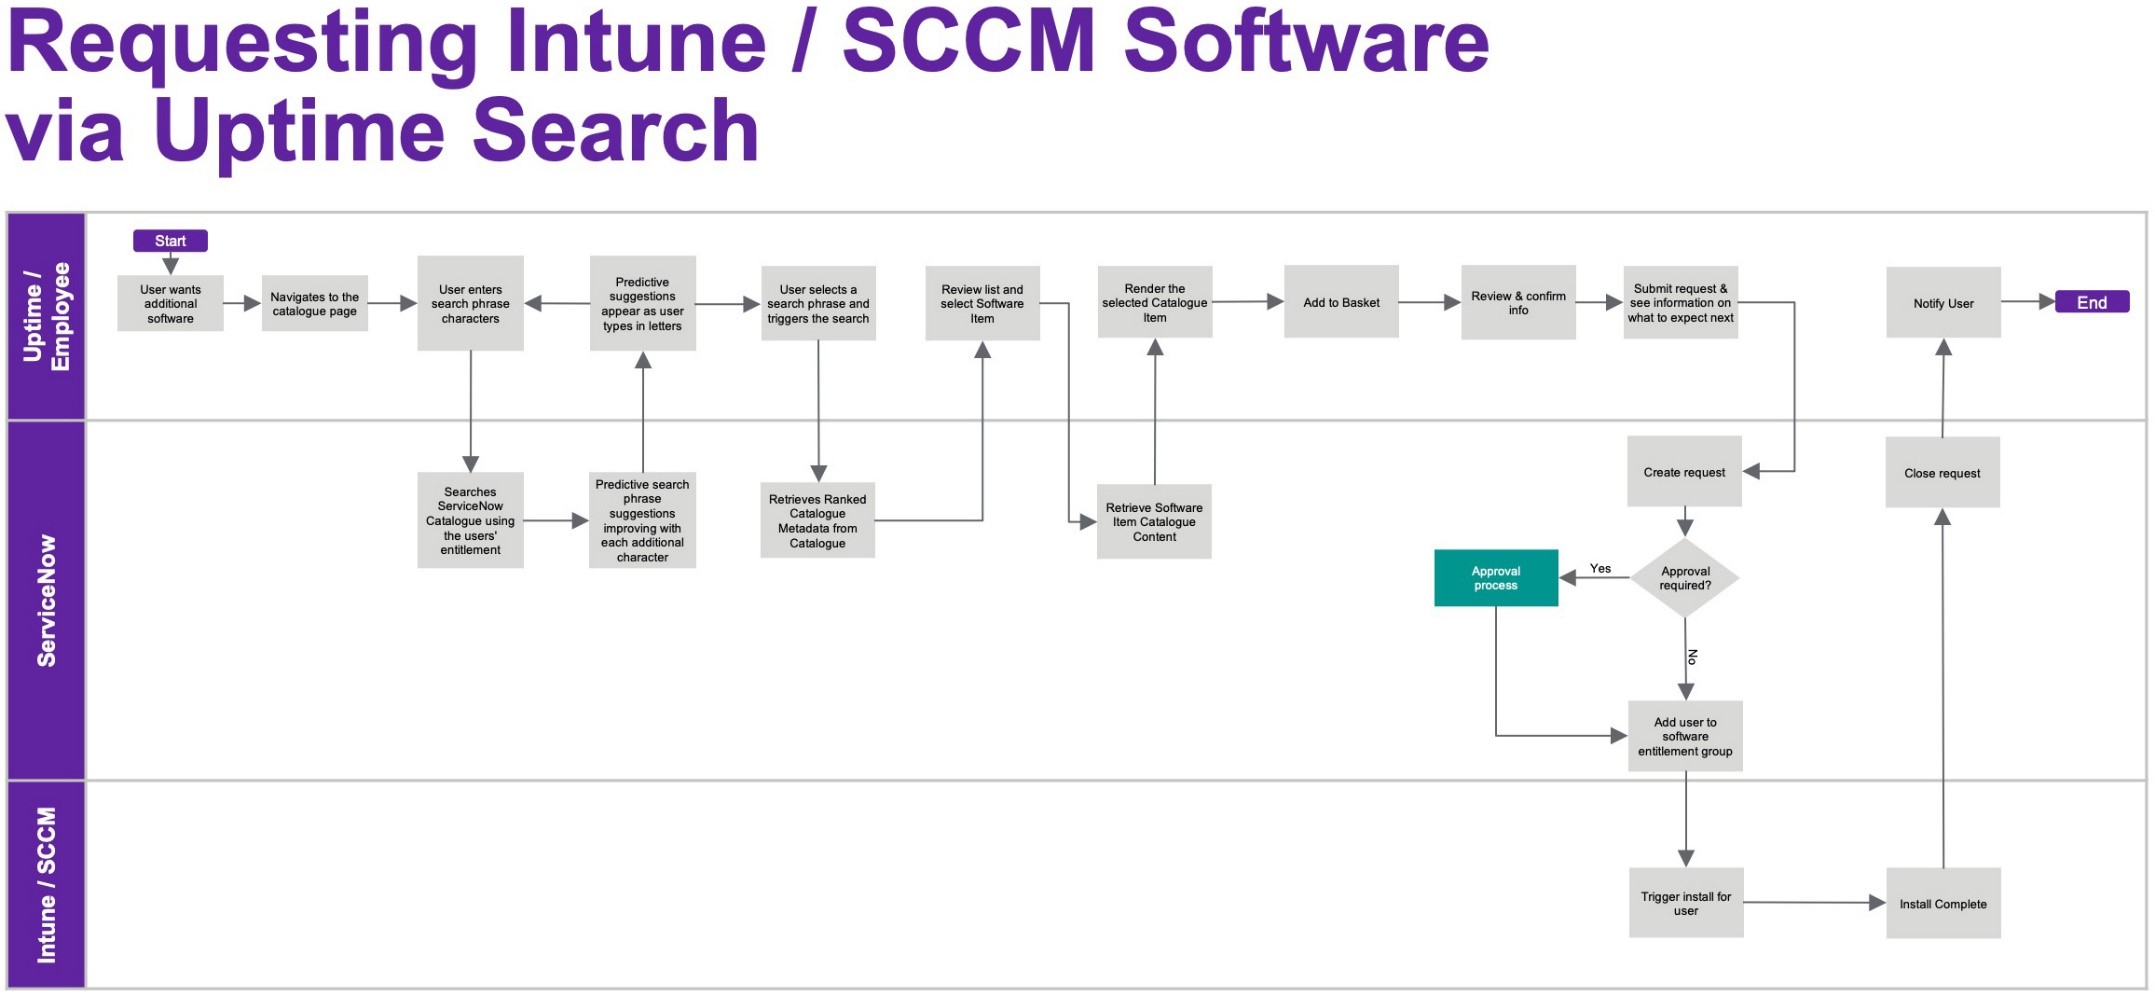 Requesting Intune / SCCM Software
via Uptime Search
Uptime /
Employee
Start
User wants
additional
software
Navigates to the
catalogue page
User enters
search phrase
characters
Predictive
suggestions
appear as user
types in letters
User selects a
search phrase and
triggers the search
Review list and
select Software
Item
Render the
selected Catalogue
Item
Add to Basket
Review & confirm
info
Submit request &
see information on
what to expect next
Notify User
End
ServiceNow
Searches
ServiceNow
Catalogue using
the users'
entitlement
Predictive search
phrase
suggestions
improving with
each additional
character
Retrieves Ranked
Catalogue
Metadata from
Catalogue
Retrieve Software
Item Catalogue
Content
Create request
Close request
Approval
required?
Yes
Approval
process
No
Add user to
software
entitlement group
Intune / SCCM
Trigger install for
user
Install Complete